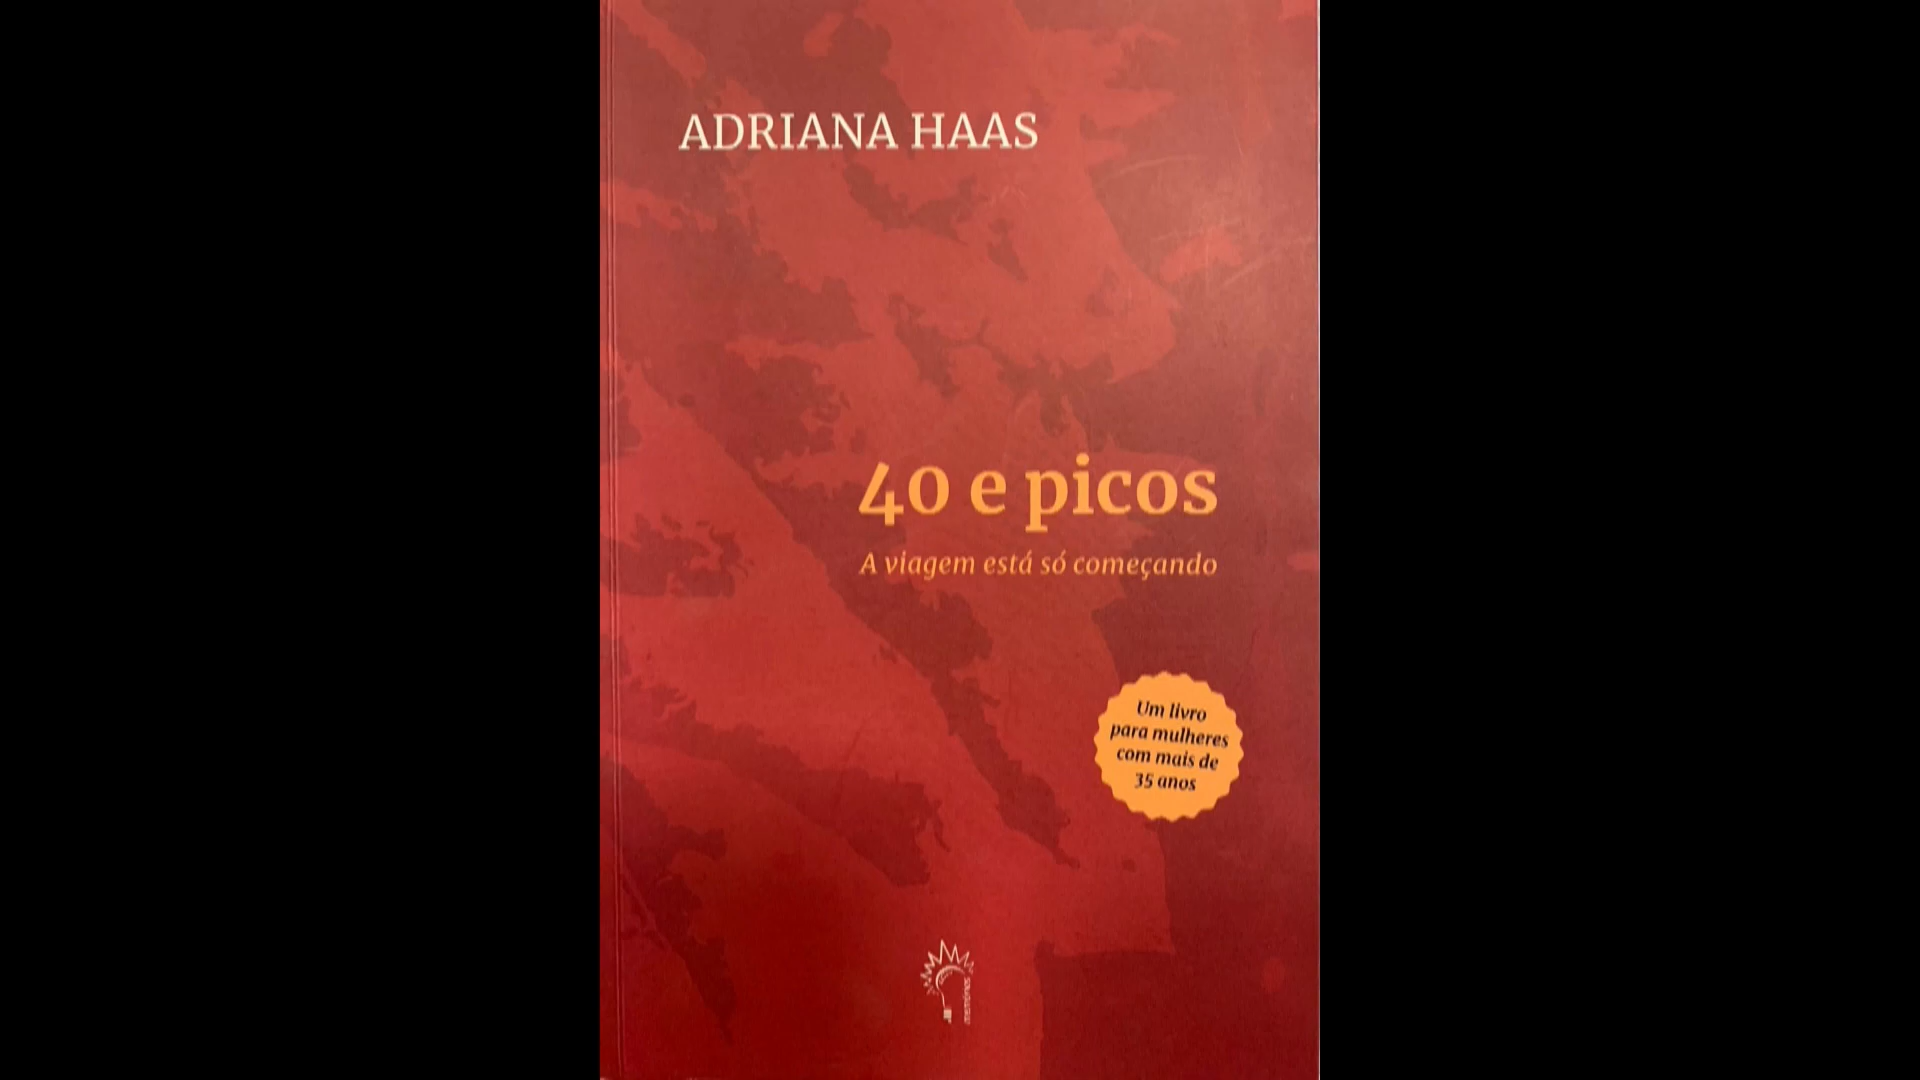 ADRIANA HAAS
40 e picos
A viagem está só começando
Um livro
para mulheres
com mais de
35 anos